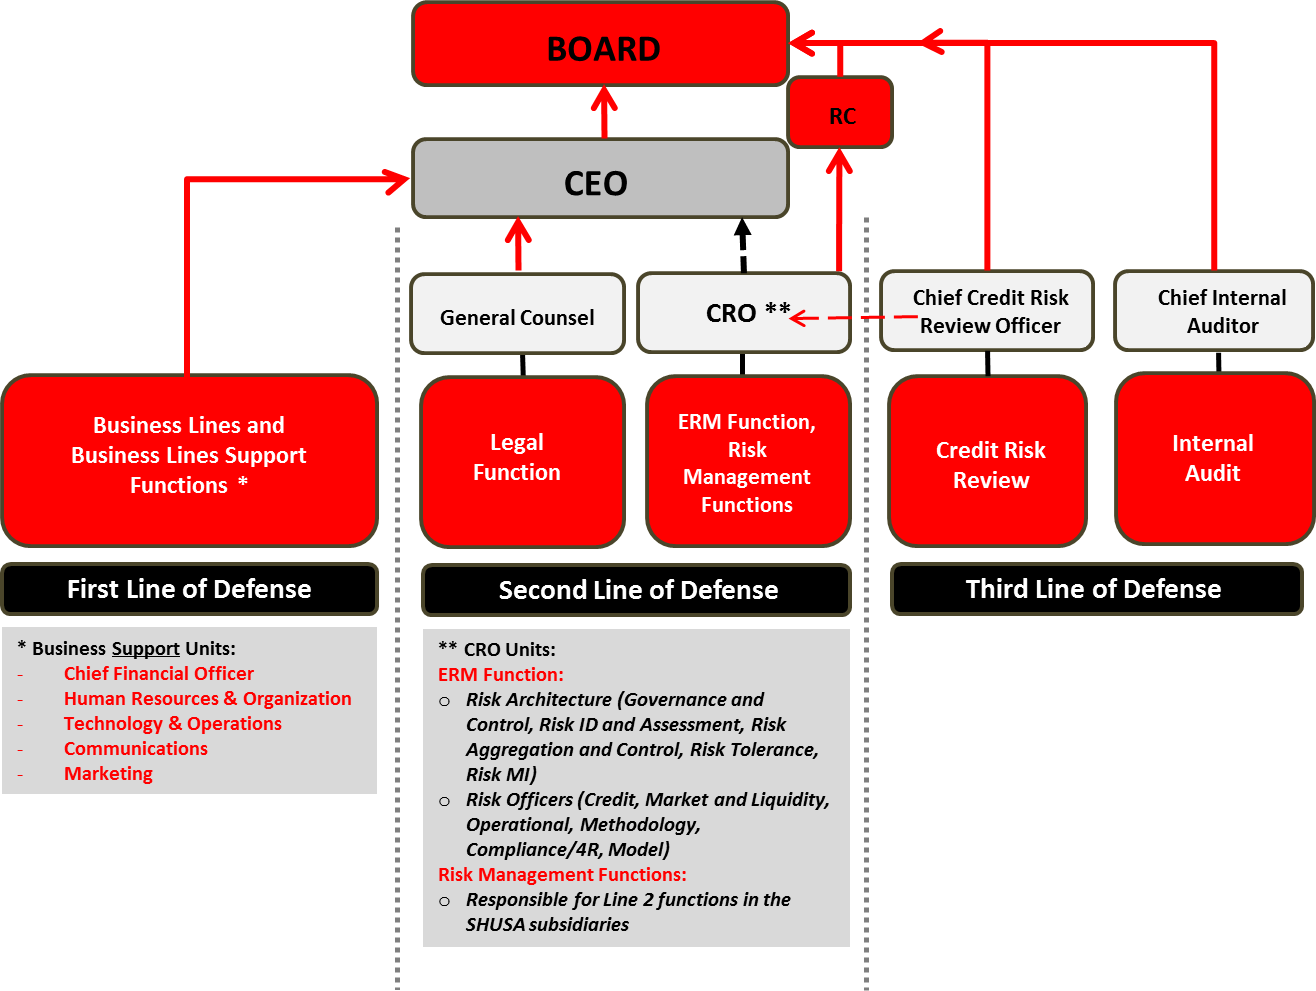 BOARD
RC
CEO
General Counsel
CRO **
Chief Credit Risk
Review Officer
Chief Internal
Auditor
Business Lines and
Business Lines Support
Functions *
Legal
Function
ERM Function,
Risk
Management
Functions
Credit Risk
Review
Internal
Audit
First Line of Defense
Second Line of Defense
Third Line of Defense
* Business Support Units:
- Chief Financial Officer
- Human Resources & Organization
- Technology & Operations
- Communications
- Marketing
** CRO Units:
ERM Function:
o Risk Architecture (Governance and
Control, Risk ID and Assessment, Risk
Aggregation and Control, Risk Tolerance,
Risk MI)
o Risk Officers (Credit, Market and Liquidity,
Operational, Methodology,
Compliance/4R, Model)
Risk Management Functions:
o Responsible for Line 2 functions in the
SHUSA subsidiaries